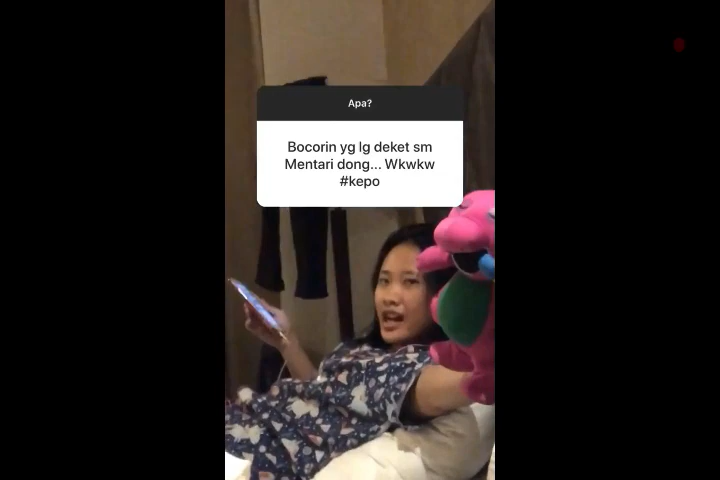 Apa?
Bocorin yg lg deket sm
Mentari dong... Wkwkw
#kepo